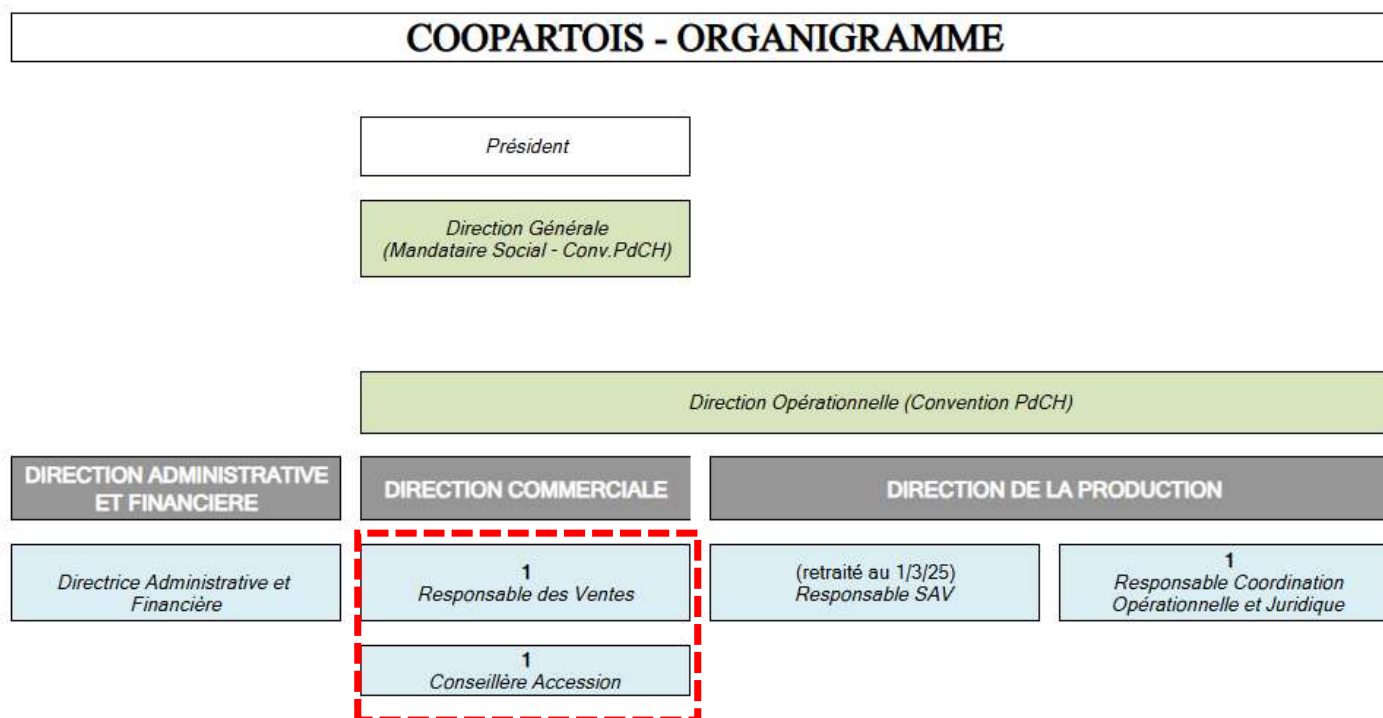 COOPARTOIS - ORGANIGRAMME
Président
Direction Générale
(Mandataire Social - Conv.PdCH)
Direction Opérationnelle (Convention PdCH)
DIRECTION ADMINISTRATIVE
ET FINANCIERE
DIRECTION COMMERCIALE
DIRECTION DE LA PRODUCTION
Directrice Administrative et
Financière
1
Responsable des Ventes
(retraité au 1/3/25)
Responsable SAV
1
Responsable Coordination
Opérationnelle et Juridique
1
Conseillère Accession